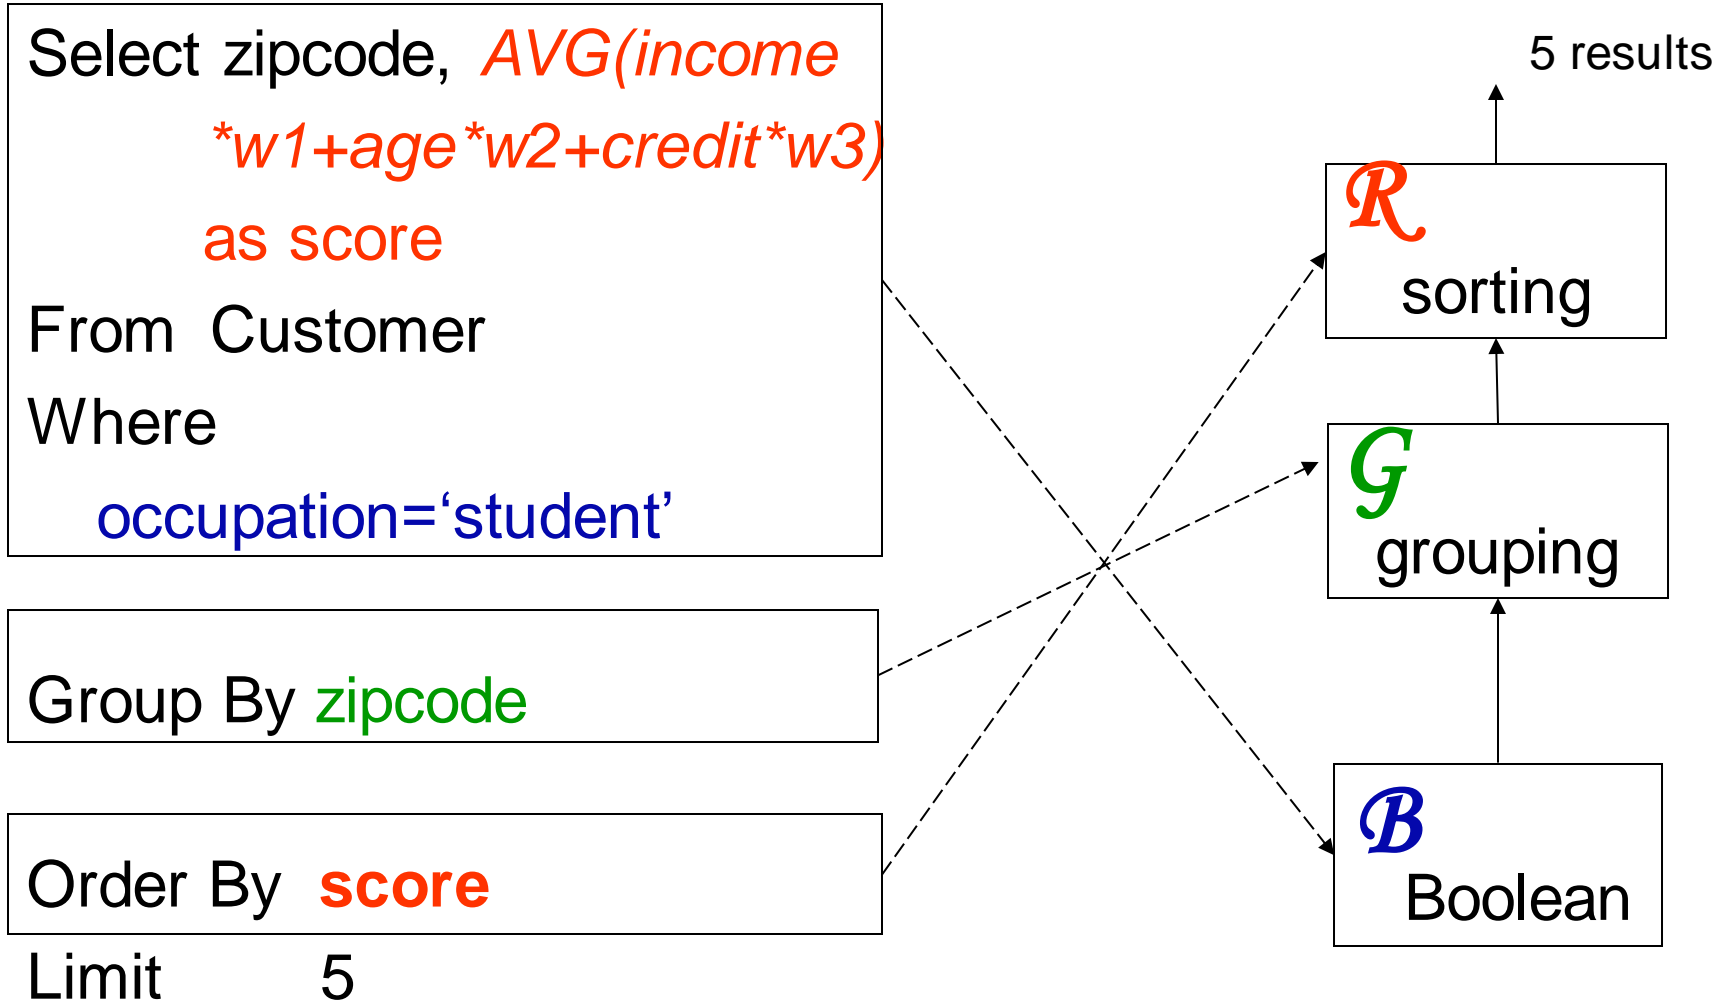 Select zipcode, AVG(income
*w1+age*w2+credit*w3)
as score
From Customer
Where
occupation=‘student’
Group By zipcode
Order By score
Limit 5
5 results
R
sorting
G
grouping
B
Boolean